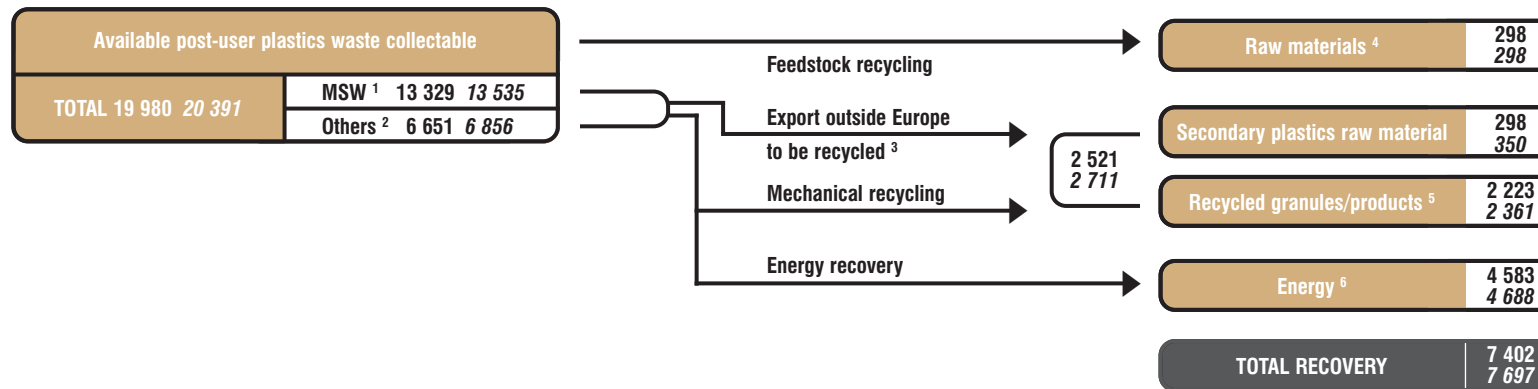 Available post-user plastics waste collectable
TOTAL 19 980 20 391
MSW 1 13 329 13 535
Others 2 6 651 6 856
Feedstock recycling
Export outside Europe
to be recycled 3
Mechanical recycling
Energy recovery
2 521
2 711
Raw materials 4
298
298
Secondary plastics raw material
298
350
Recycled granules/products 5
2 223
2 361
Energy 6
4 583
4 688
TOTAL RECOVERY
7 402
7 697